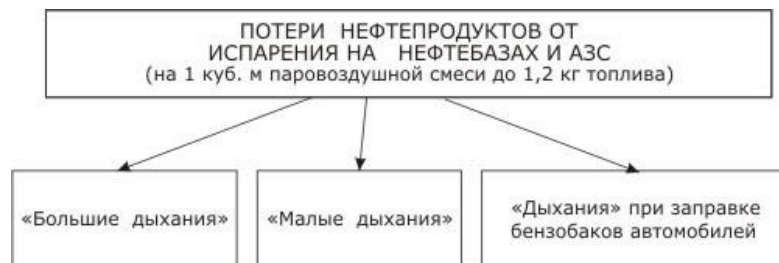 ПОТЕРИ НЕФТЕПРОДУКТОВ ОТ
ИСПАРЕНИЯ НА НЕФТЕБАЗАХ И АЗС
(на 1 куб. м паровоздушной смеси до 1,2 кг топлива)
«Большие дыхания»
«Малые дыхания»
«Дыхания» при заправке
бензобаков автомобилей